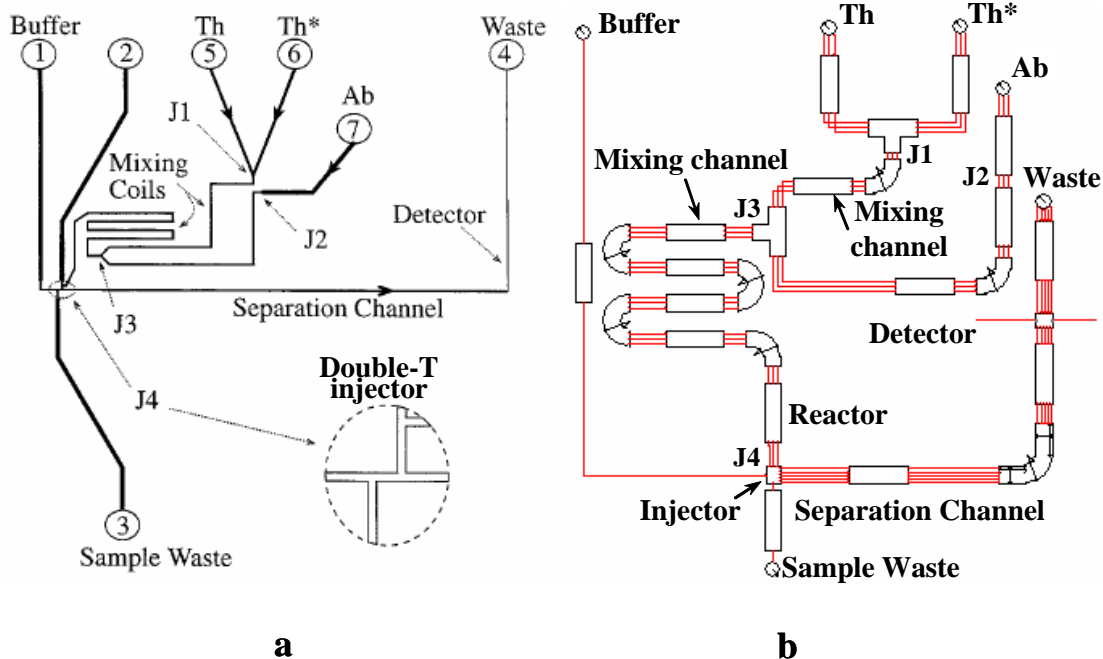 Buffer
1
2
Th
5
Th*
6
Waste
4
J1
Ab
7
Mixing
Coils
Detector
J2
J3
Separation Channel
J4
Double-T
injector
3
Sample Waste
a
Buffer
Th
Th*
Ab
J1
J2
Mixing channel
Waste
J3
Mixing
channel
Detector
Reactor
J4
Injector
Separation Channel
Sample Waste
b